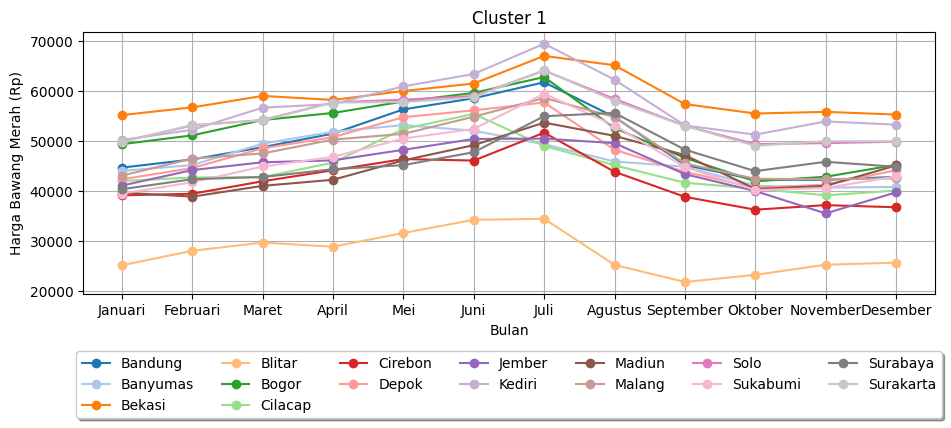 Cluster 1
70000
60000
50000
40000
30000
20000
Harga Bawang Merah (Rp)
Januari Februari Maret April Mei Juni Juli Agustus September Oktober November Desember
Bulan
Bandung Blitar Cirebon Jember Madiun Solo Surabaya
Banyumas Bogor Depok Kediri Malang Sukabumi Surakarta
Bekasi Cilacap